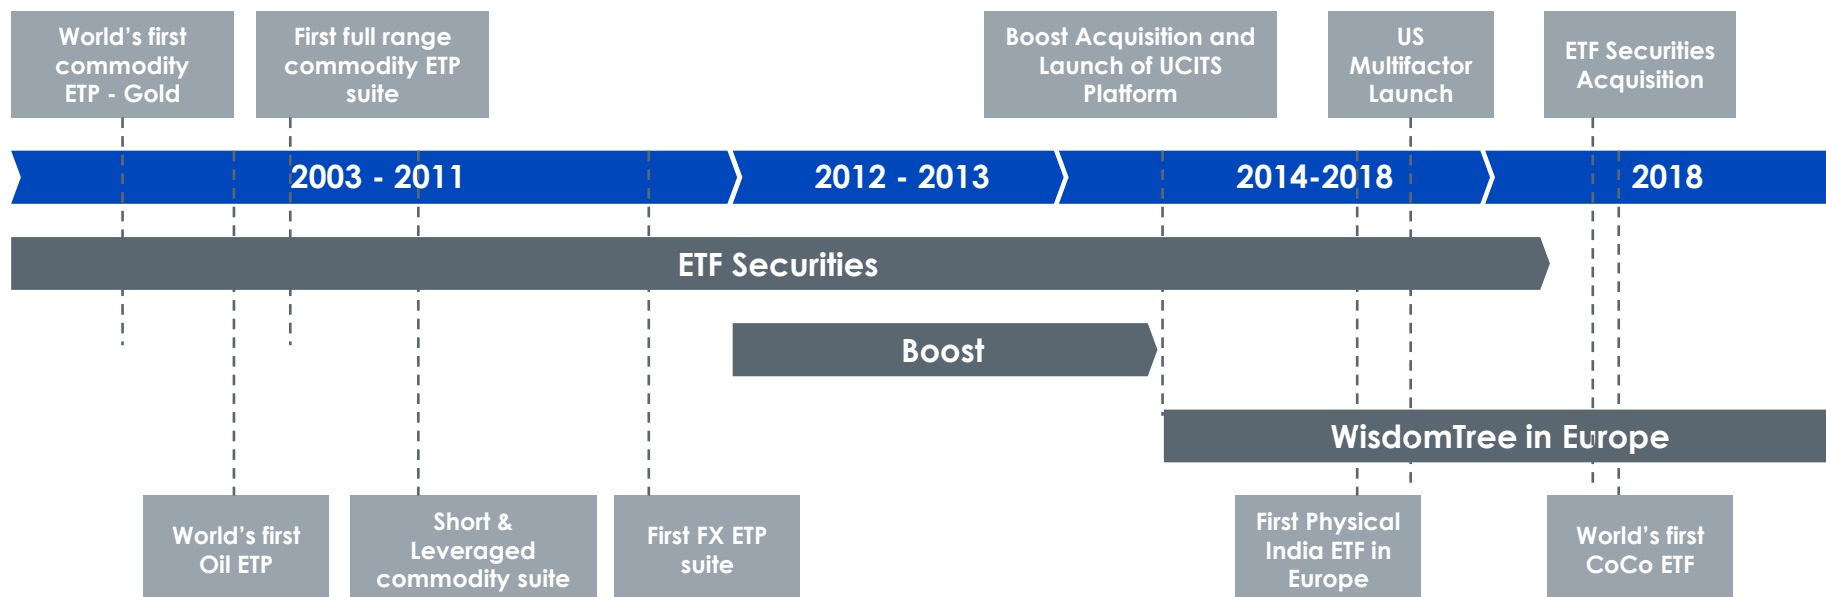 World's first
commodity
ETP - Gold
First full range
commodity ETP
suite
Boost Acquisition and
Launch of UCITS
Platform
US
Multifactor
Launch
ETF Securities
Acquisition
2003 - 2011
2012 - 2013
2014-2018
2018
ETF Securities
Boost
WisdomTree in Europe
World's first
Oil ETP
Short &
Leveraged
commodity suite
First FX ETP
suite
First Physical
India ETF in
Europe
World's first
CoCo ETF